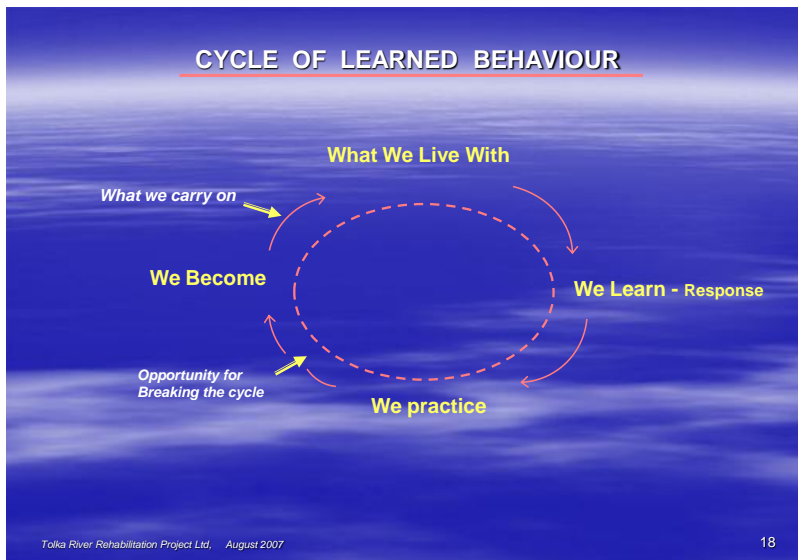 CYCLE OF LEARNED BEHAVIOUR
What We Live With
What we carry on
We Become
We Learn - Response
Opportunity for
Breaking the cycle
We practice
Tolka River Rehabilitation Project Ltd, August 2007
18